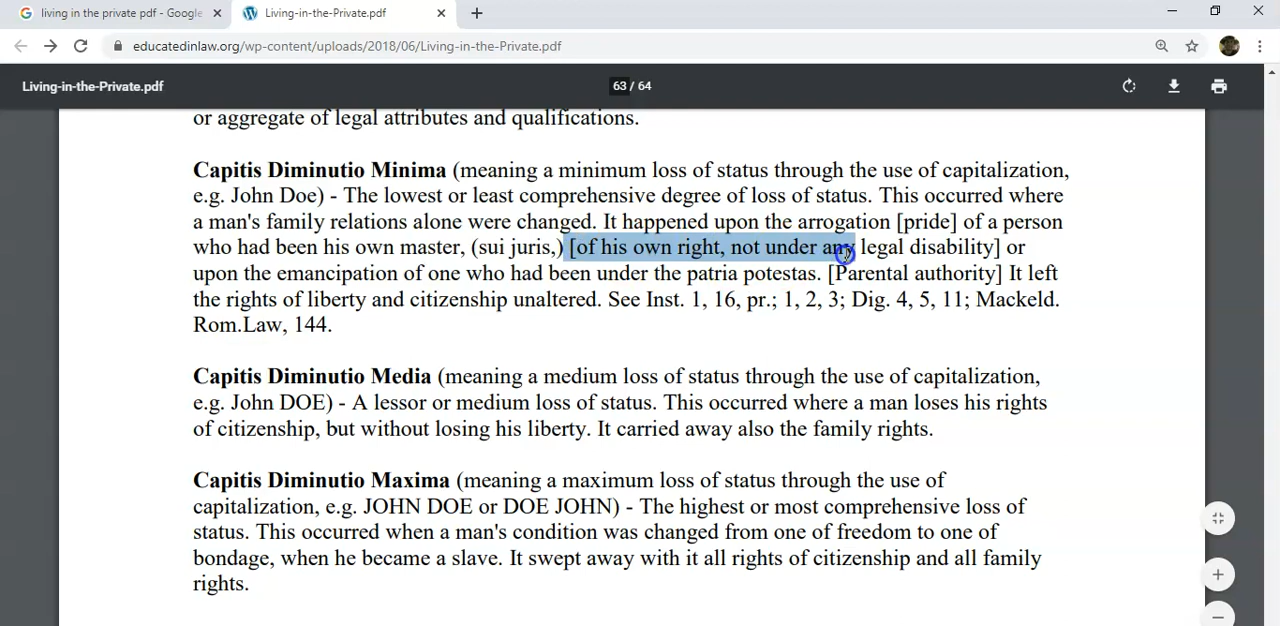 living in the private pdf - Google
Living-in-the-Private.pdf
educatedinlaw.org/wp-content/uploads/2018/06/Living-in-the-Private.pdf
Living-in-the-Private.pdf
63 / 64
or aggregate of legal attributes and qualifications.
Capitis Diminutio Minima (meaning a minimum loss of status through the use of capitalization,
e.g. John Doe) - The lowest or least comprehensive degree of loss of status. This occurred where
a man's family relations alone were changed. It happened upon the arrogation [pride] of a person
who had been his own master, (sui juris,) [of his own right, not under any legal disability] or
upon the emancipation of one who had been under the patria potestas. [Parental authority] It left
the rights of liberty and citizenship unaltered. See Inst. 1, 16, pr.; 1, 2, 3; Dig. 4, 5, 11; Mackeld.
Rom.Law, 144.
Capitis Diminutio Media (meaning a medium loss of status through the use of capitalization,
e.g. John DOE) - A lessor or medium loss of status. This occurred where a man loses his rights
of citizenship, but without losing his liberty. It carried away also the family rights.
Capitis Diminutio Maxima (meaning a maximum loss of status through the use of
capitalization, e.g. JOHN DOE or DOE JOHN) - The highest or most comprehensive loss of
status. This occurred when a man's condition was changed from one of freedom to one of
bondage, when he became a slave. It swept away with it all rights of citizenship and all family
rights.